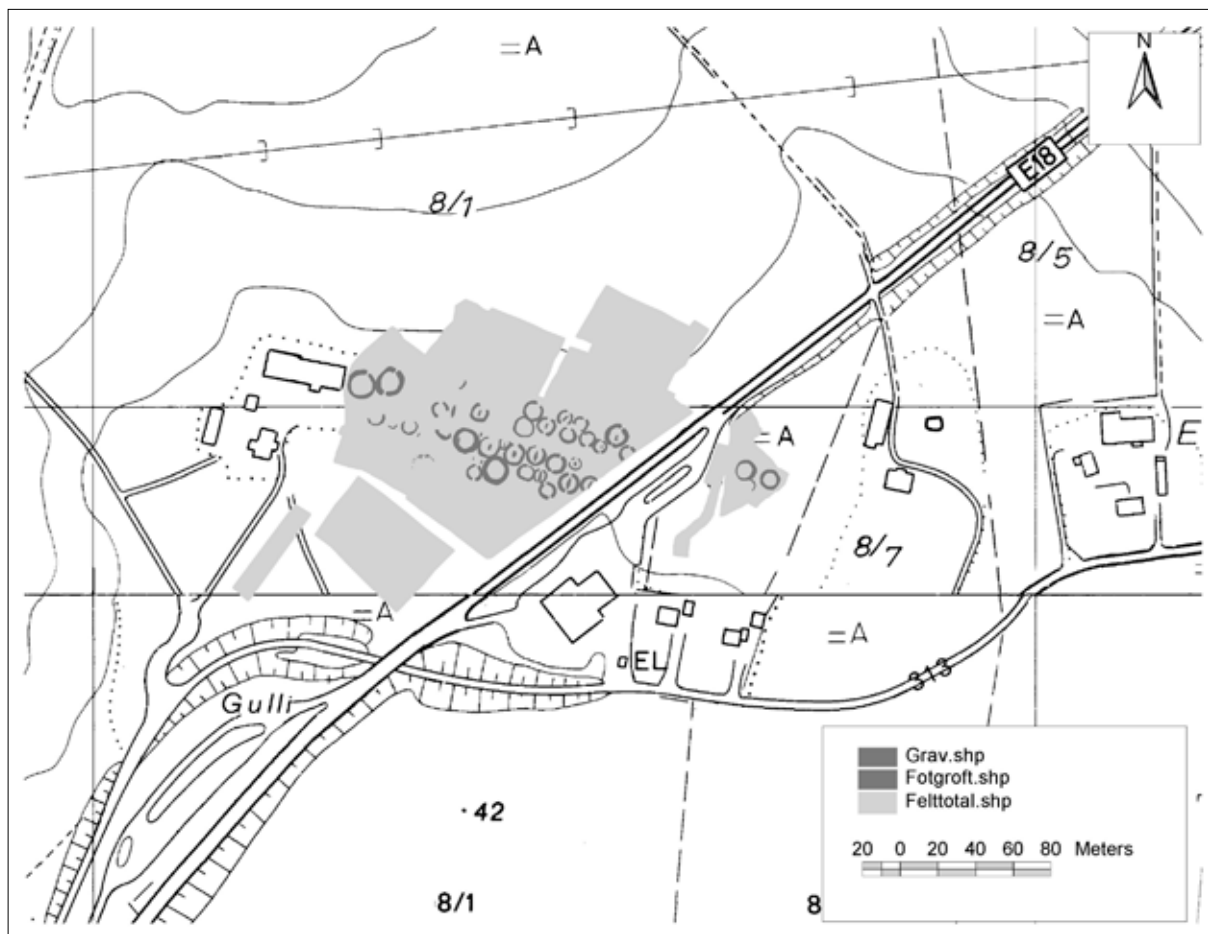 = A
N
E18
8/1
8/5
= A
= A
E
8/7
= A
= A
EL
Gulli
Grav.shp
Fotgroft.shp
Felttotal.shp
42
20 0 20 40 60 80 Meters
8/1
8